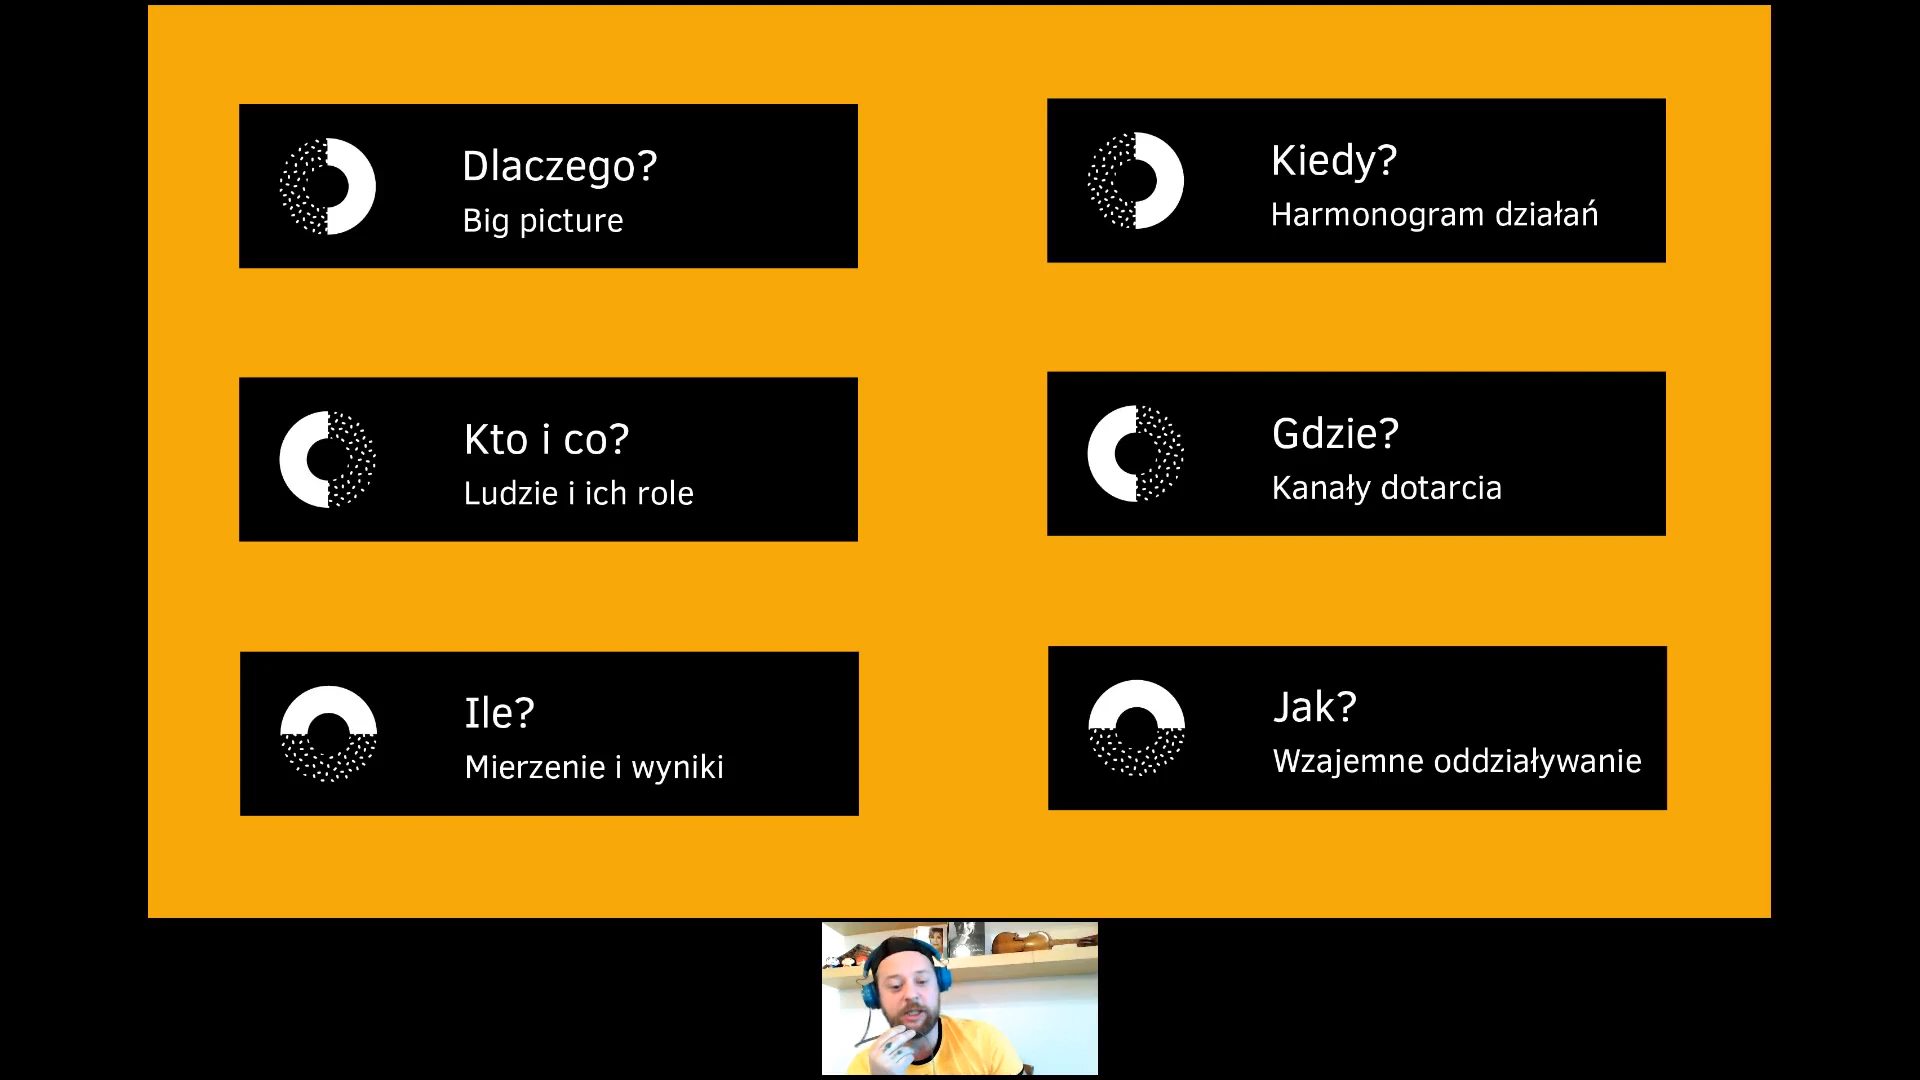 Dlaczego?
Big picture
Kto i co?
Ludzie i ich role
Ile?
Mierzenie i wyniki
Kiedy?
Harmonogram działań
Gdzie?
Kanały dotarcia
Jak?
Wzajemne oddziaływanie